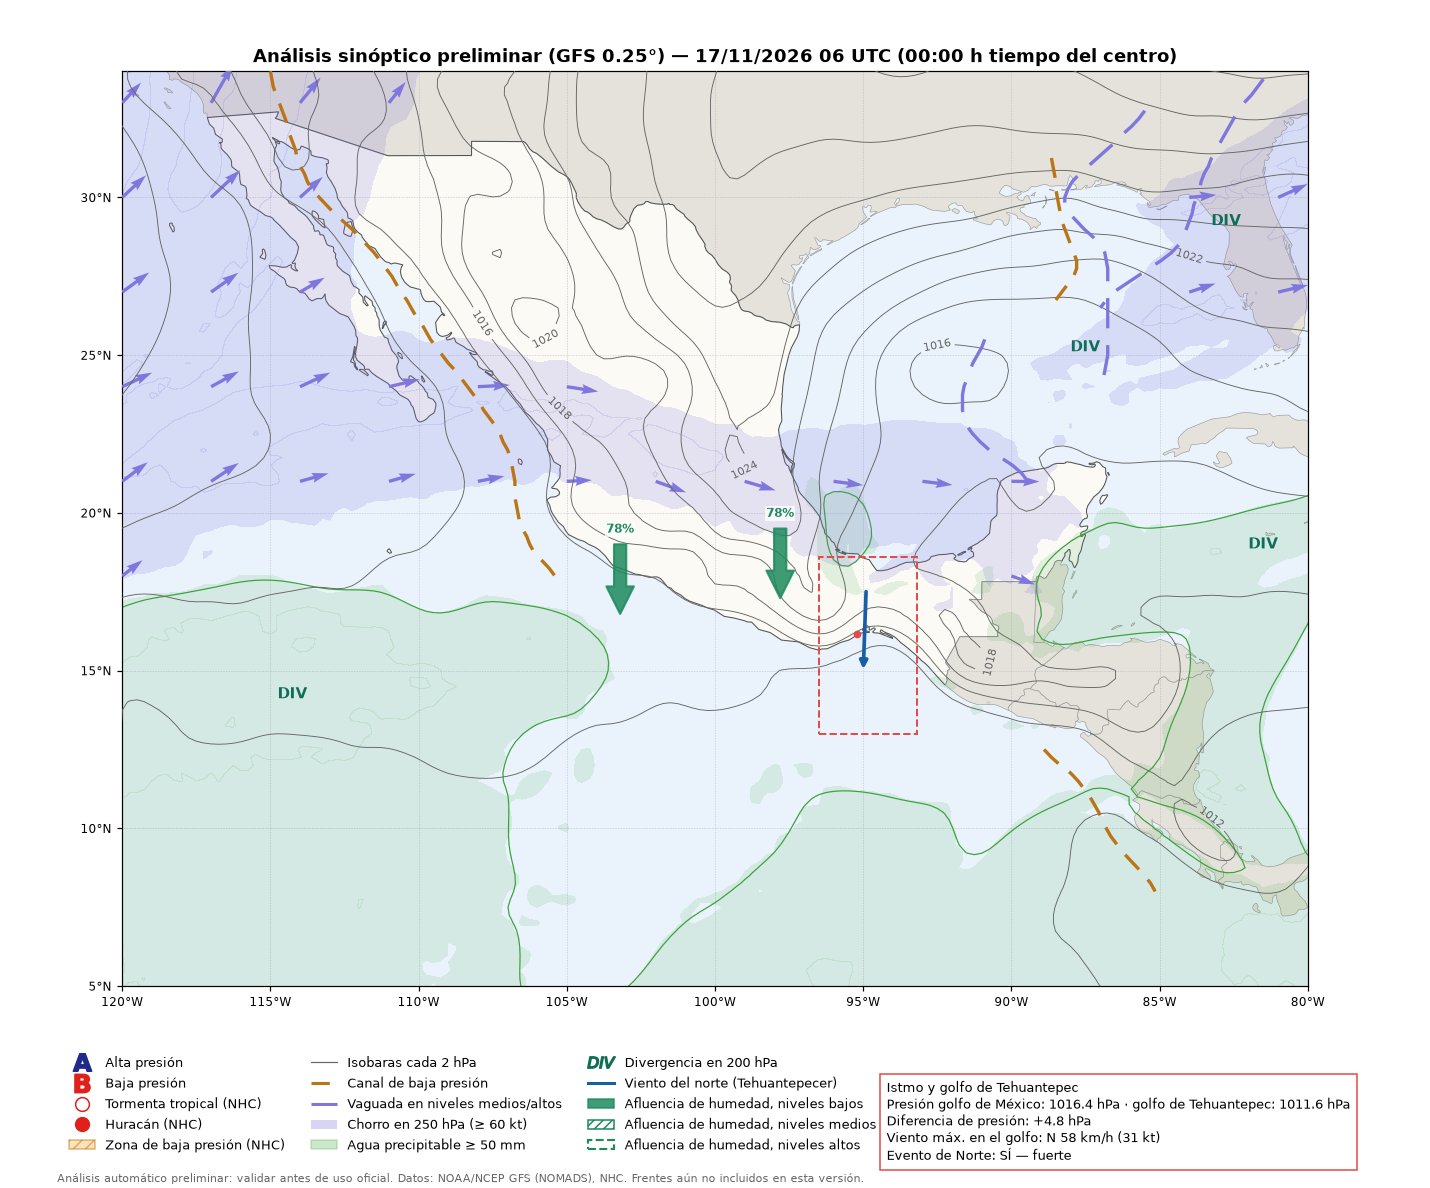 Análisis sinóptico preliminar (GFS 0.25°) — 17/11/2026 06 UTC (00:00 h tiempo del centro)
30°N
25°N
20°N
15°N
10°N
5°N
120°W
115°W
110°W
105°W
100°W
95°W
90°W
85°W
80°W
DIV
1022
1016
1020
1016
DIV
1018
1024
78%
78%
DIV
1018
DIV
1012
A Alta presión
B Baja presión
Tormenta tropical (NHC)
Huracán (NHC)
Zona de baja presión (NHC)
Isobaras cada 2 hPa
Canal de baja presión
Vaguada en niveles medios/altos
Chorro en 250 hPa (≥ 60 kt)
Agua precipitable ≥ 50 mm
DIV Divergencia en 200 hPa
Viento del norte (Tehuantepecer)
Afluencia de humedad, niveles bajos
Afluencia de humedad, niveles medios
Afluencia de humedad, niveles altos
Istmo y golfo de Tehuantepec
Presión golfo de México: 1016.4 hPa · golfo de Tehuantepec: 1011.6 hPa
Diferencia de presión: +4.8 hPa
Viento máx. en el golfo: N 58 km/h (31 kt)
Evento de Norte: SÍ — fuerte
Análisis automático preliminar: validar antes de uso oficial. Datos: NOAA/NCEP GFS (NOMADS), NHC. Frentes aún no incluidos en esta versión.